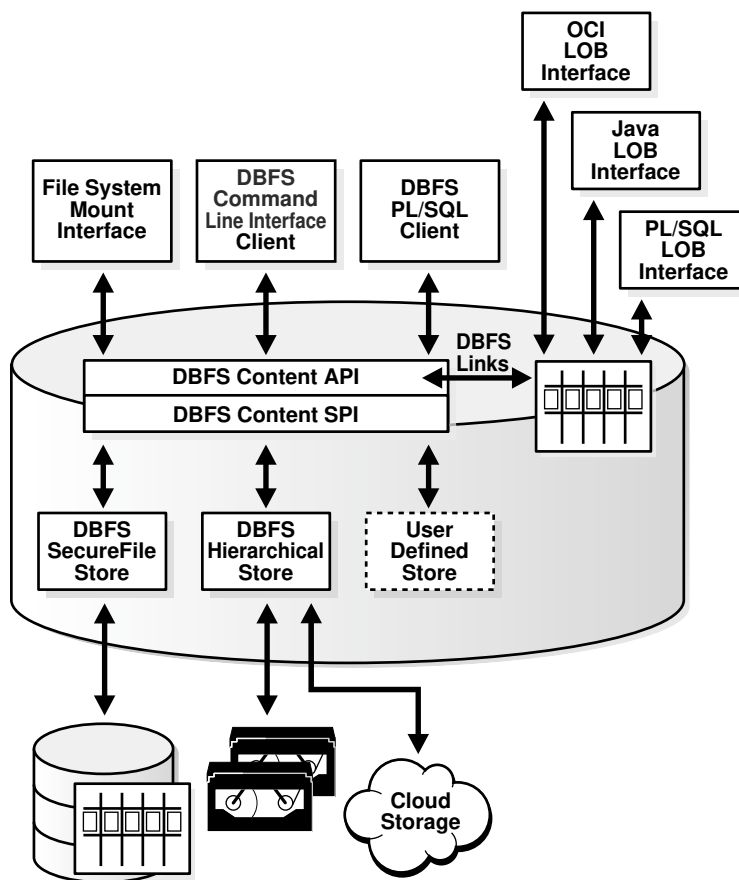 OCI
LOB
Interface
Java
LOB
Interface
PL/SQL
LOB
Interface
File System
Mount
Interface
DBFS
Command
Line Interface
Client
DBFS
PL/SQL
Client
DBFS
Links
DBFS Content API
DBFS Content SPI
DBFS
SecureFile
Store
DBFS
Hierarchical
Store
User
Defined
Store
Cloud
Storage